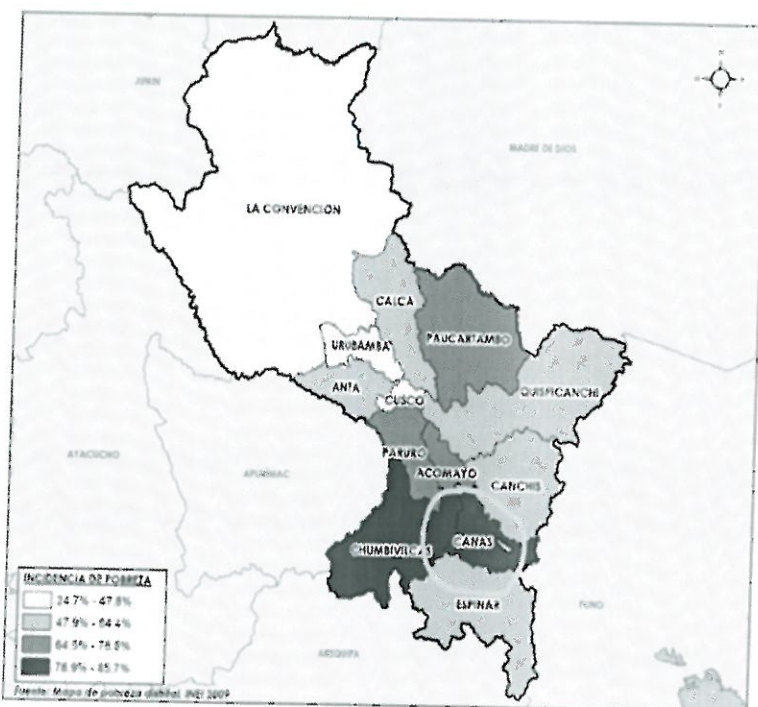 JUNIN
N
MADRE DE DIOS
LA CONVENCIÓN
CALCA
URUBAMBA
PAUCARTAMBO
ANTA
CUSCO
QUISPICANCHI
AYACUCHO
APURÍMAC
PARURO
ACOMAYO
CANCHIS
CHUMBIVILCAS
CANAS
ESPINAR
PUNO
AREQUIPA
INCIDENCIA DE POBREZA
24.7% - 47.8%
47.9% - 64.4%
64.5% - 78.8%
78.9% - 85.7%
Fuente: Mapa de pobreza distrital INEI 2009